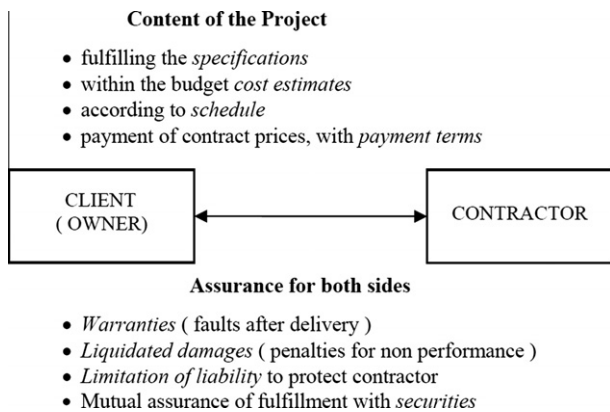 Content of the Project
• fulfilling the specifications
• within the budget cost estimates
• according to schedule
• payment of contract prices, with payment terms
CLIENT
( OWNER)
CONTRACTOR
Assurance for both sides
• Warranties ( faults after delivery )
• Liquidated damages ( penalties for non performance )
• Limitation of liability to protect contractor
• Mutual assurance of fulfillment with securities